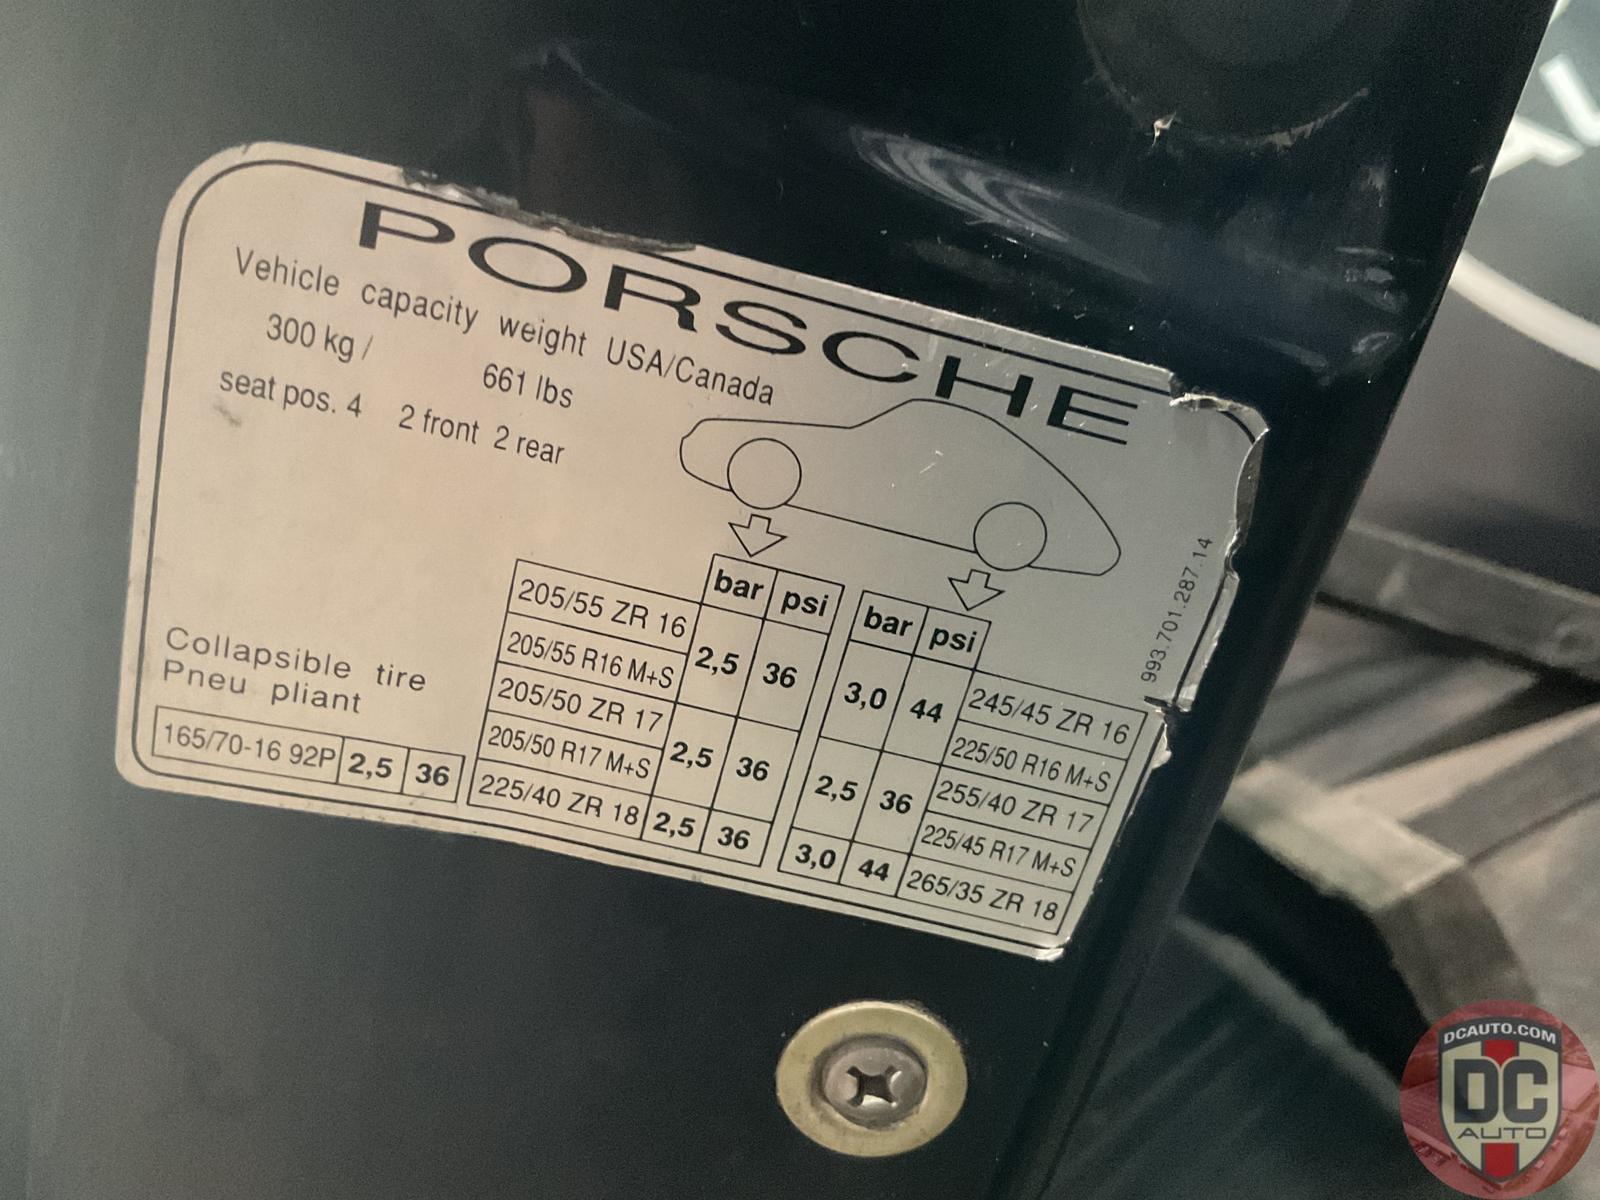 PORSCHE
Vehicle capacity weight USA/Canada
300 kg / 661 lbs
seat pos. 4 2 front 2 rear
993.701.287.14
bar psi
bar psi
205/55 ZR 16
205/55 R16 M+S
2,5 36
205/50 ZR 17
205/50 R17 M+S
2,5 36
225/40 ZR 18 2,5 36
3,0 44
245/45 ZR 16
225/50 R16 M+S
2,5 36
255/40 ZR 17
225/45 R17 M+S
3,0 44 265/35 ZR 18
Collapsible tire
Pneu pliant
165/70-16 92P 2,5 36
DCAUTO.COM
DC
AUTO